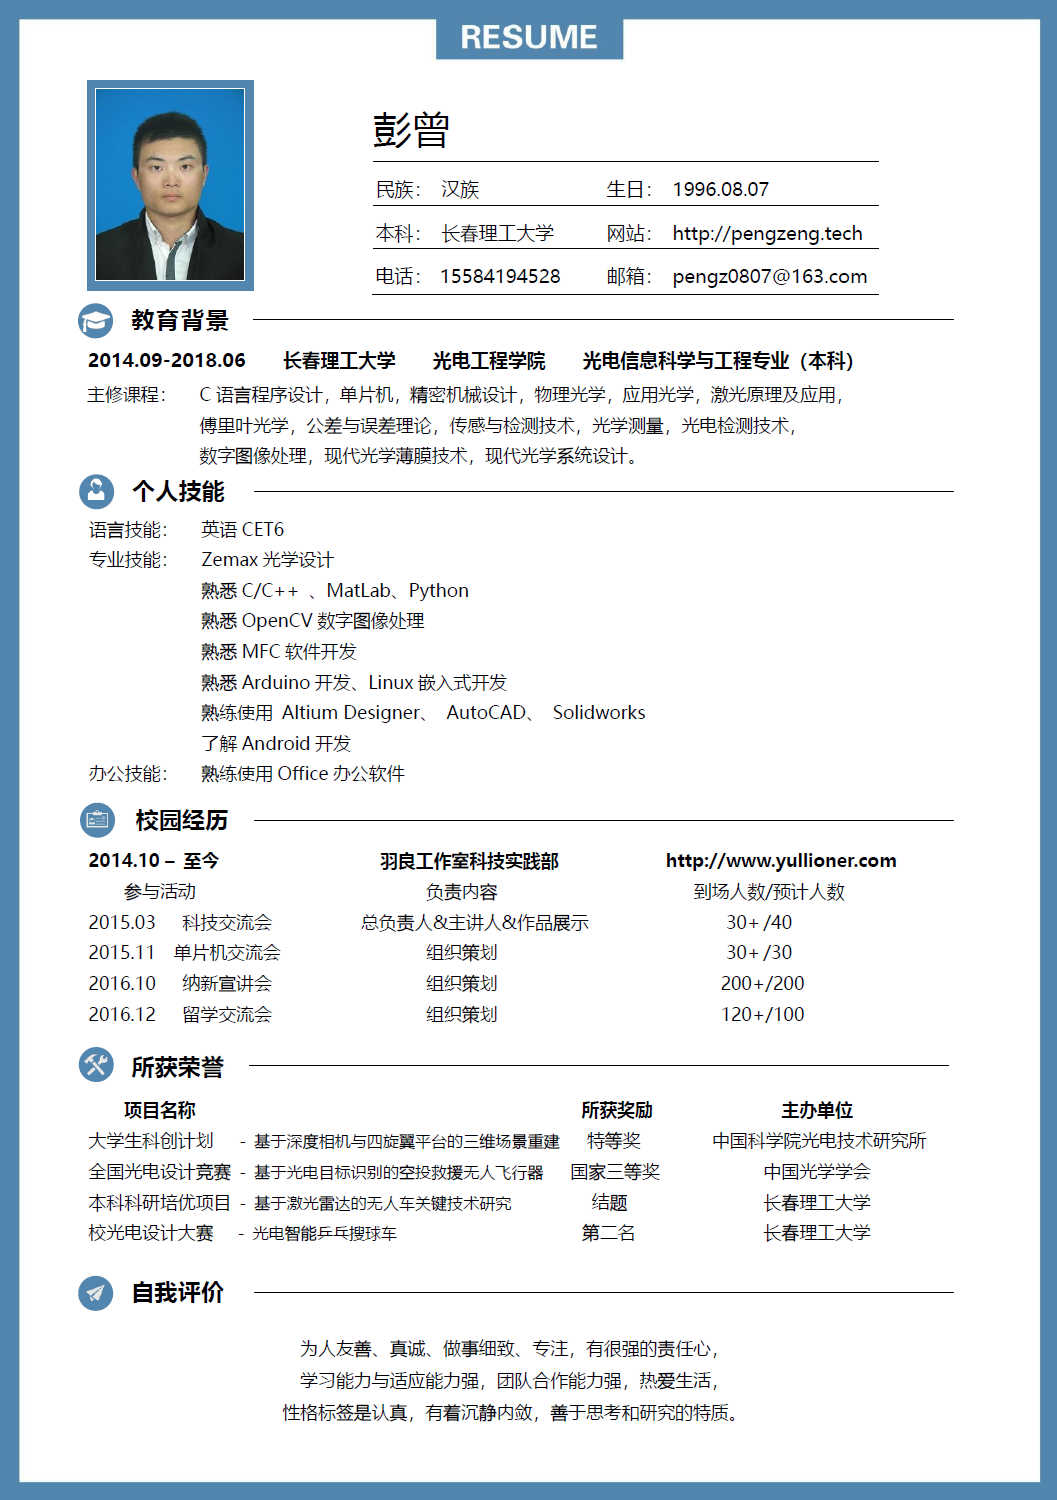 RESUME
彭曾
民族： 汉族 生日： 1996.08.07
本科： 长春理工大学 网站： http://pengzeng.tech
电话： 15584194528 邮箱： pengz0807@163.com
教育背景
2014.09-2018.06 长春理工大学 光电工程学院 光电信息科学与工程专业（本科）
主修课程： C 语言程序设计，单片机，精密机械设计，物理光学，应用光学，激光原理及应用，
傅里叶光学，公差与误差理论，传感与检测技术，光学测量，光电检测技术，
数字图像处理，现代光学薄膜技术，现代光学系统设计。
个人技能
语言技能： 英语 CET6
专业技能： Zemax 光学设计
熟悉 C/C++ 、MatLab、Python
熟悉 OpenCV 数字图像处理
熟悉 MFC 软件开发
熟悉 Arduino 开发、Linux 嵌入式开发
熟练使用 Altium Designer、 AutoCAD、 Solidworks
了解 Android 开发
办公技能： 熟练使用 Office 办公软件
校园经历
2014.10 – 至今 羽良工作室科技实践部 http://www.yullioner.com
参与活动 负责内容 到场人数/预计人数
2015.03 科技交流会 总负责人&主讲人&作品展示 30+ /40
2015.11 单片机交流会 组织策划 30+ /30
2016.10 纳新宣讲会 组织策划 200+/200
2016.12 留学交流会 组织策划 120+/100
所获荣誉
项目名称 所获奖励 主办单位
大学生科创计划 - 基于深度相机与四旋翼平台的三维场景重建 特等奖 中国科学院光电技术研究所
全国光电设计竞赛 - 基于光电目标识别的空投救援无人飞行器 国家三等奖 中国光学学会
本科科研培优项目 - 基于激光雷达的无人车关键技术研究 结题 长春理工大学
校光电设计大赛 - 光电智能乒乓搜球车 第二名 长春理工大学
自我评价
为人友善、真诚、做事细致、专注，有很强的责任心，
学习能力与适应能力强，团队合作能力强，热爱生活，
性格标签是认真，有着沉静内敛，善于思考和研究的特质。